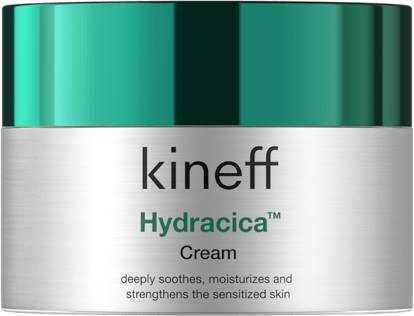 kineff
Hydracica™
Cream
deeply soothes, moisturizes and
strengthens the sensitized skin